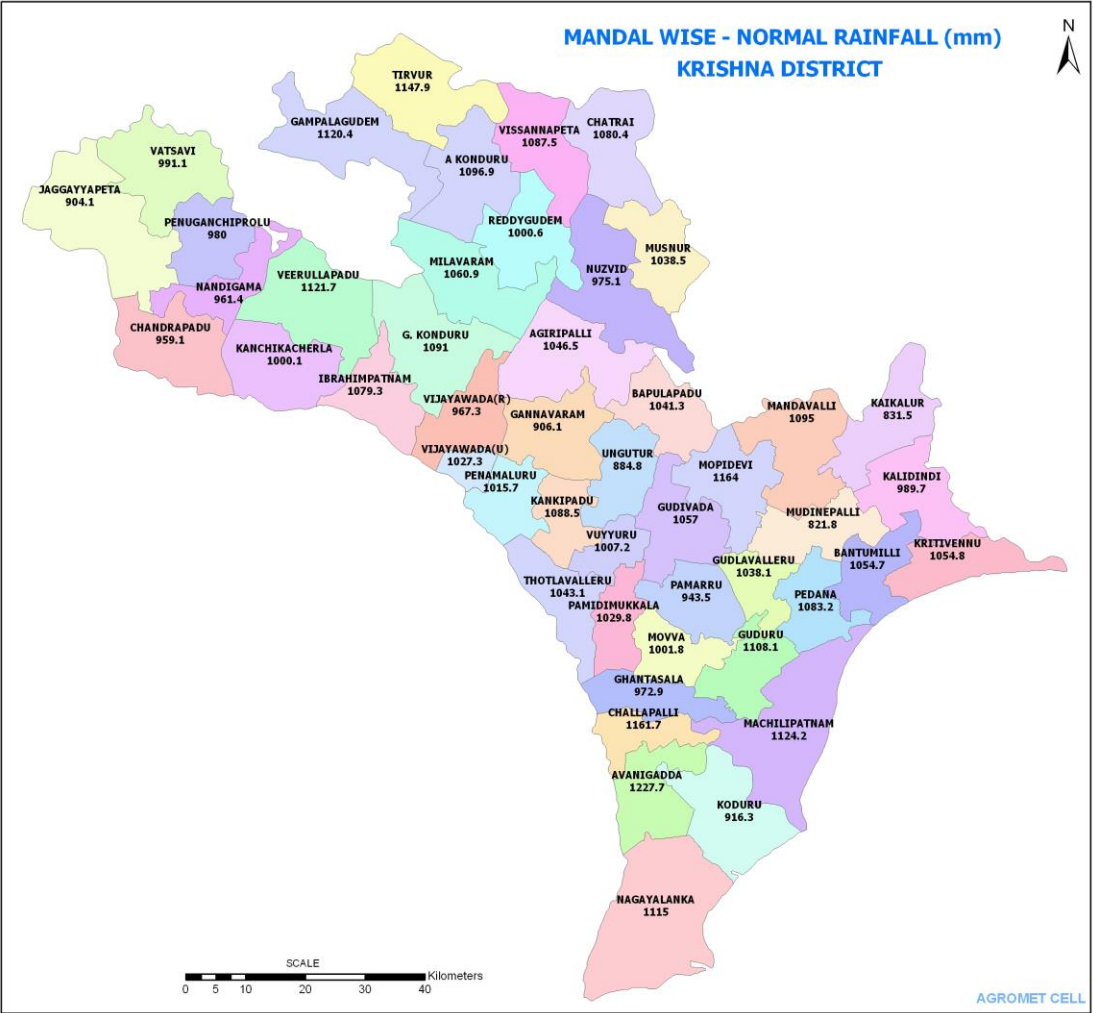 MANDAL WISE - NORMAL RAINFALL (mm)
KRISHNA DISTRICT
N
TIRVUR
1147.9
GAMPALAGUDEM
1120.4
VISSANNAPETA
1087.5
CHATRAI
1080.4
VATSAVI
991.1
A KONDURU
1096.9
JAGGAYYAPETA
904.1
PENUGANCHIPROLU
980
REDDYGUDEM
1000.6
MUSNUR
1038.5
MILAVARAM
1060.9
NUZVID
975.1
VEERULLAPADU
1121.7
NANDIGAMA
961.4
CHANDRAPADU
959.1
G. KONDURU
1091
AGIRIPALLI
1046.5
KANCHIKACHERLA
1000.1
IBRAHIMPATNAM
1079.3
VIJAYAWADA(R)
967.3
GANNAVARAM
906.1
BAPULAPADU
1041.3
MANDAVALLI
1095
KAIKALUR
831.5
VIJAYAWADA(U)
1027.3
UNGUTUR
884.8
MOPIDEVI
1164
PENAMALURU
1015.7
KALIDINDI
989.7
KANKIPADU
1088.5
GUDIVADA
1057
MUDINEPALLI
821.8
VUYYURU
1007.2
KRITIVENNU
1054.8
BANTUMILLI
1054.7
GUDLAVALLERU
1038.1
THOTLAVALLERU
1043.1
PAMARRU
943.5
PEDANA
1083.2
PAMIDIMUKKALA
1029.8
MOVVA
1001.8
GUDURU
1108.1
GHANTASALA
972.9
CHALLAPALLI
1161.7
MACHILIPATNAM
1124.2
AVANIGADDA
1227.7
KODURU
916.3
NAGAYALANKA
1115
SCALE
Kilometers
0 5 10 20 30 40
AGROMET CELL